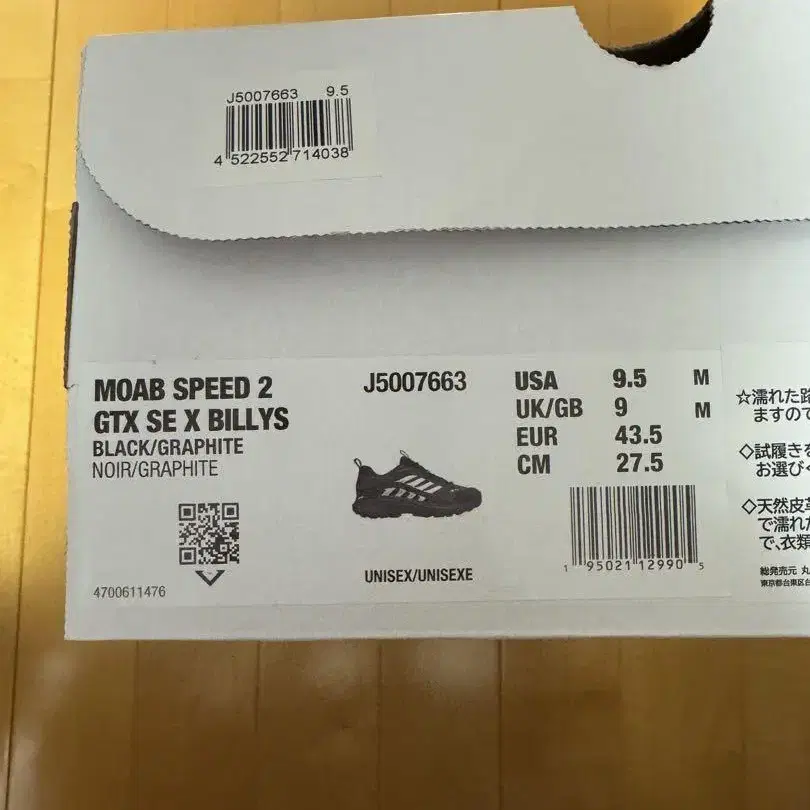 J5007663 9.5
4 522552 714038
MOAB SPEED 2
GTX SE X BILLYS
BLACK/GRAPHITE
NOIR/GRAPHITE
4700611476
J5007663
UNISEX/UNISEXE
USA 9.5 M
UK/GB 9 M
EUR 43.5
CM 27.5
1 95021 12990 5
☆濡れた路
ますので
◇試履きを
お選びく
◇天然皮革
で濡れた
で、衣類
総発売元 丸
東京都台東区台